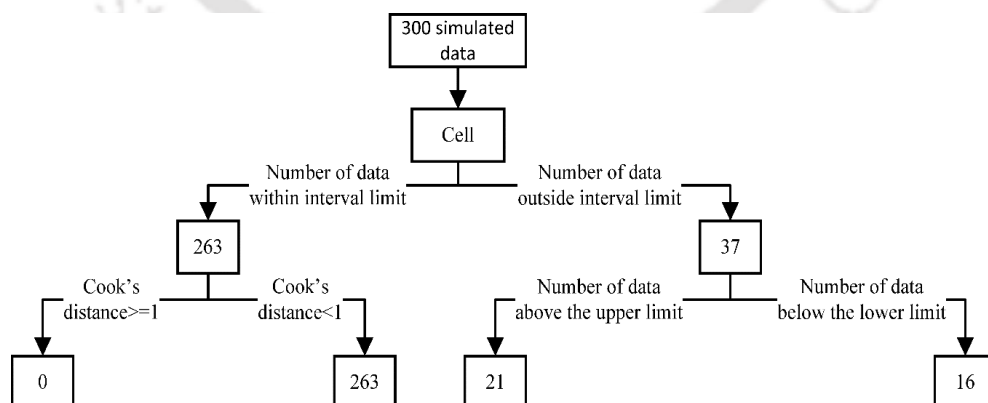 300 simulated
data
Cell
Number of data
within interval limit
Number of data
outside interval limit
263
37
Cook's
distance>=1
Cook's
distance<1
Number of data
above the upper limit
Number of data
below the lower limit
0
263
21
16